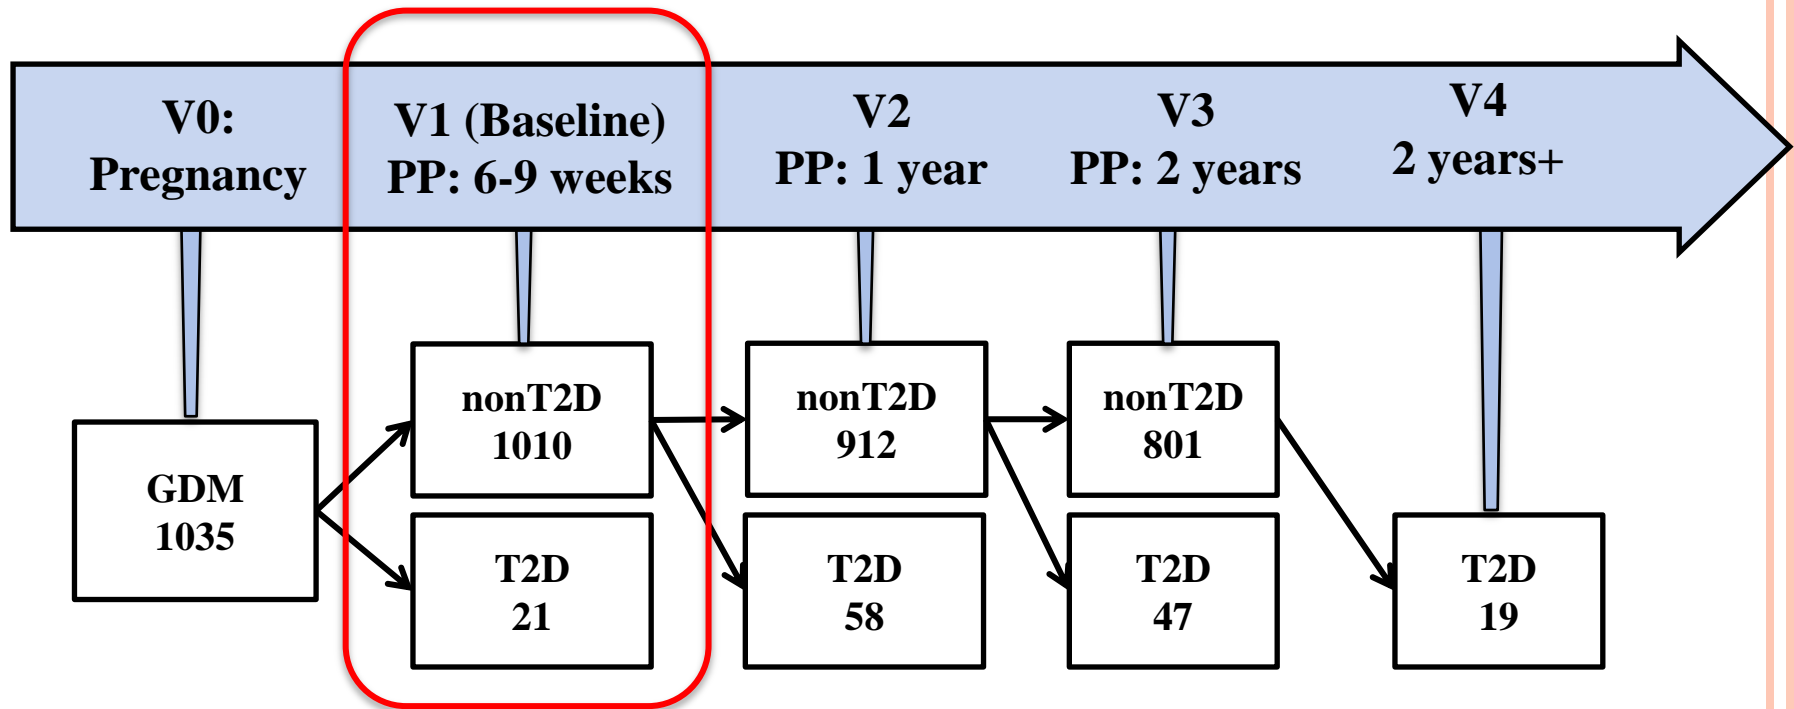 V0:
Pregnancy
V1 (Baseline)
PP: 6-9 weeks
V2
PP: 1 year
V3
PP: 2 years
V4
2 years+
GDM
1035
nonT2D
1010
T2D
21
nonT2D
912
T2D
58
nonT2D
801
T2D
47
T2D
19